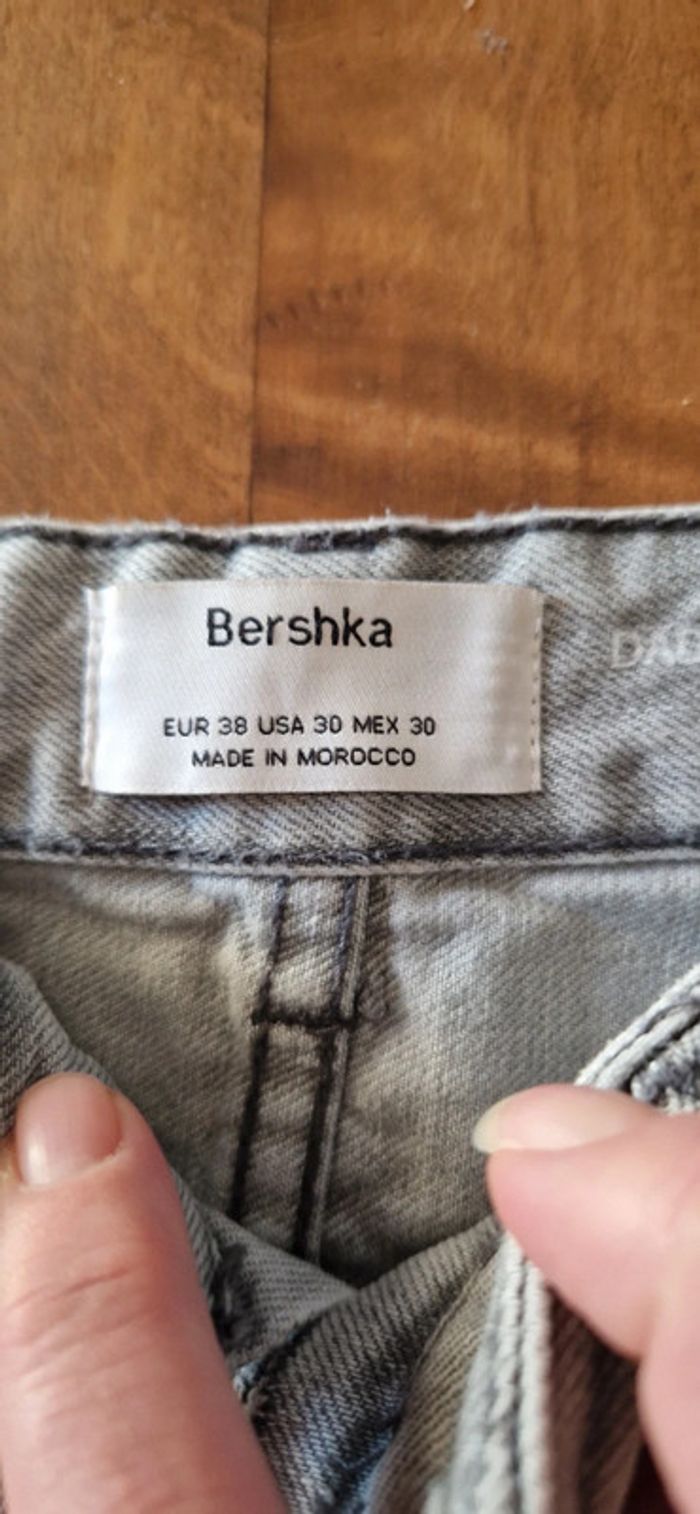 Bershka
EUR 38 USA 30 MEX 30
MADE IN MOROCCO